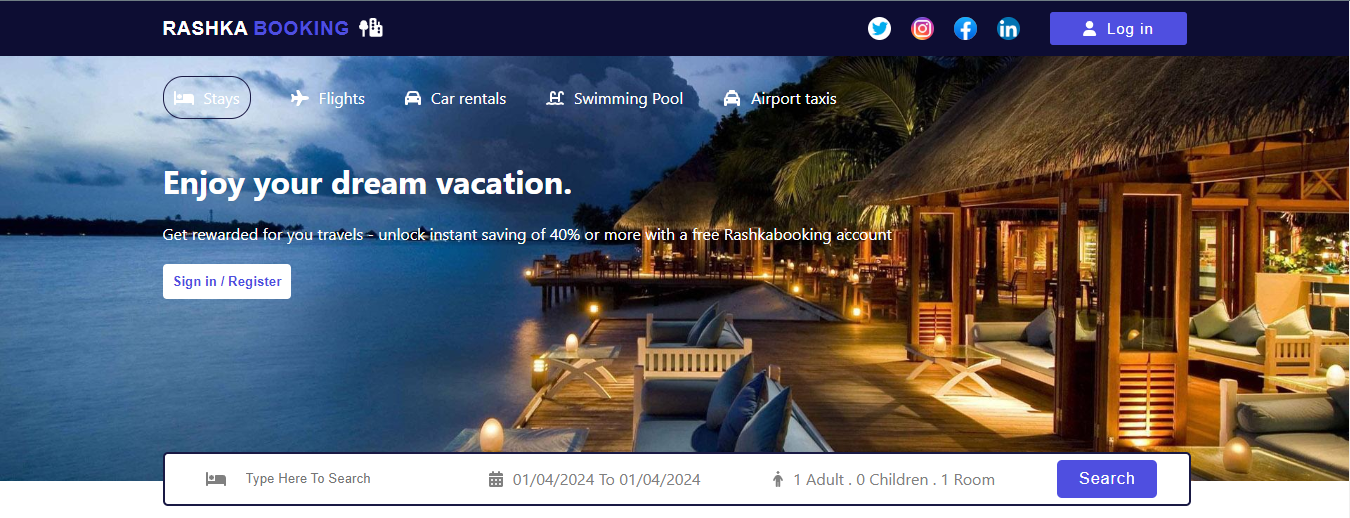 RASHKA BOOKING
Log in
Stays
Flights
Car rentals
Swimming Pool
Airport taxis
Enjoy your dream vacation.
Get rewarded for you travels - unlock instant saving of 40% or more with a free Rashkabooking account
Sign in / Register
Type Here To Search
01/04/2024 To 01/04/2024
1 Adult . 0 Children . 1 Room
Search